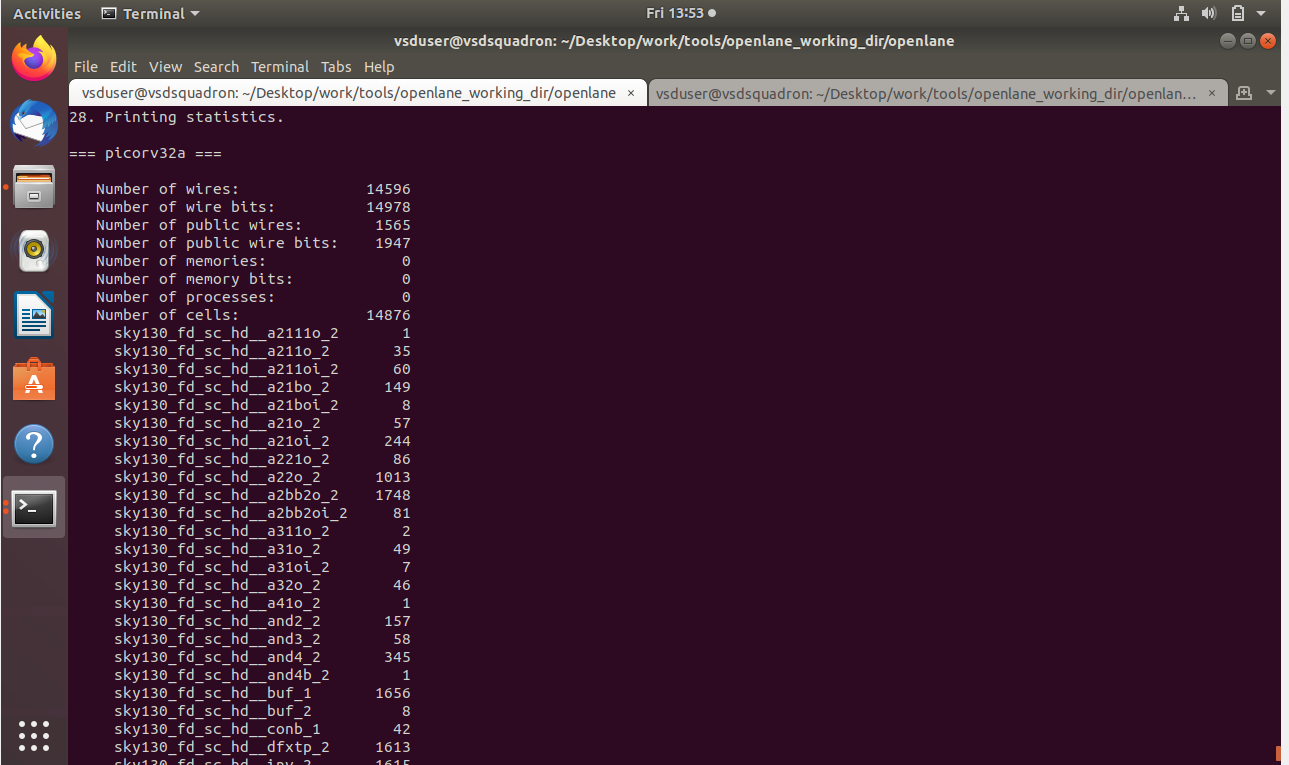 Activities Terminal Fri 13:53
vsduser@vsdsquadron: ~/Desktop/work/tools/openlane_working_dir/openlane
File Edit View Search Terminal Tabs Help
vsduser@vsdsquadron: ~/Desktop/work/tools/openlane_working_dir/openlane × vsduser@vsdsquadron: ~/Desktop/work/tools/openlane_working_dir/openlan... ×
28. Printing statistics.
=== picorv32a ===
Number of wires: 14596
Number of wire bits: 14978
Number of public wires: 1565
Number of public wire bits: 1947
Number of memories: 0
Number of memory bits: 0
Number of processes: 0
Number of cells: 14876
sky130_fd_sc_hd__a2111o_2 1
sky130_fd_sc_hd__a211o_2 35
sky130_fd_sc_hd__a211oi_2 60
sky130_fd_sc_hd__a21bo_2 149
sky130_fd_sc_hd__a21boi_2 8
sky130_fd_sc_hd__a21o_2 57
sky130_fd_sc_hd__a21oi_2 244
sky130_fd_sc_hd__a221o_2 86
sky130_fd_sc_hd__a22o_2 1013
sky130_fd_sc_hd__a2bb2o_2 1748
sky130_fd_sc_hd__a2bb2oi_2 81
sky130_fd_sc_hd__a311o_2 2
sky130_fd_sc_hd__a31o_2 49
sky130_fd_sc_hd__a31oi_2 7
sky130_fd_sc_hd__a32o_2 46
sky130_fd_sc_hd__a41o_2 1
sky130_fd_sc_hd__and2_2 157
sky130_fd_sc_hd__and3_2 58
sky130_fd_sc_hd__and4_2 345
sky130_fd_sc_hd__and4b_2 1
sky130_fd_sc_hd__buf_1 1656
sky130_fd_sc_hd__buf_2 8
sky130_fd_sc_hd__conb_1 42
sky130_fd_sc_hd__dfxtp_2 1613
sky130_fd_sc_hd__inv_2 1615